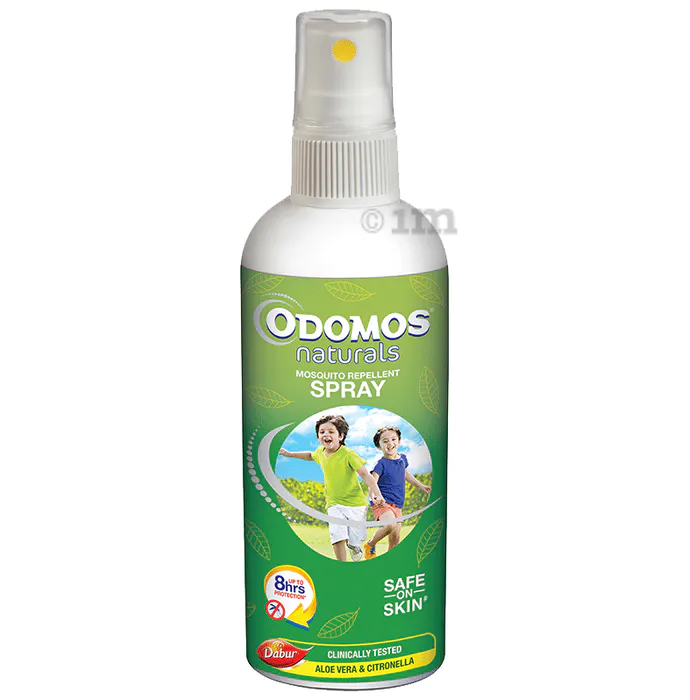 © 1m
ODOMOS®
naturals
MOSQUITO REPELLENT
SPRAY
UP TO
8hrs
PROTECTION*
SAFE
-ON-
SKIN#
Dabur
CLINICALLY TESTED
ALOE VERA & CITRONELLA